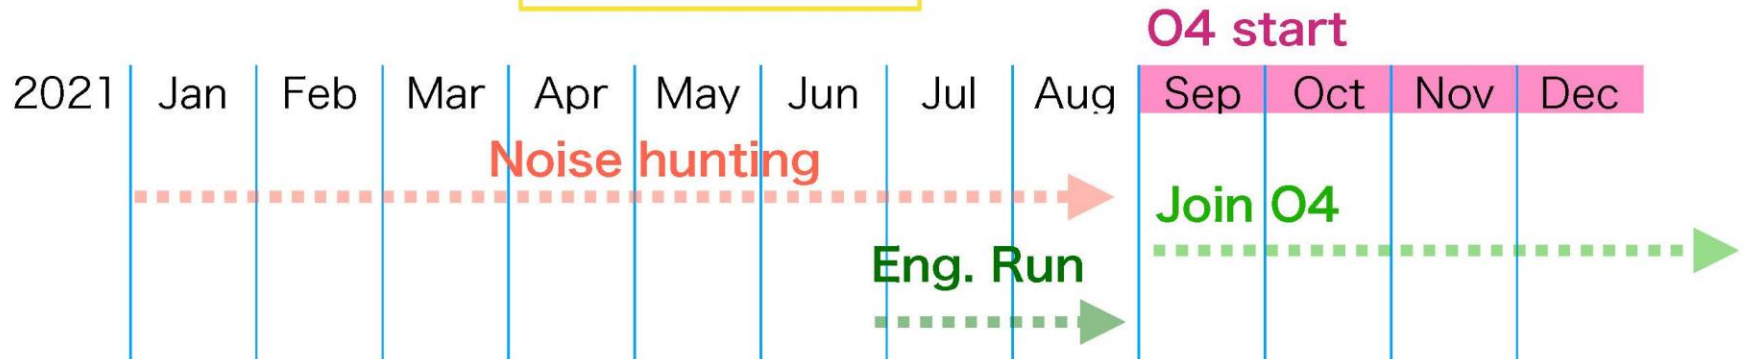 O4 start
2021 Jan Feb Mar Apr May Jun Jul Aug Sep Oct Nov Dec
Noise hunting
Join O4
Eng. Run